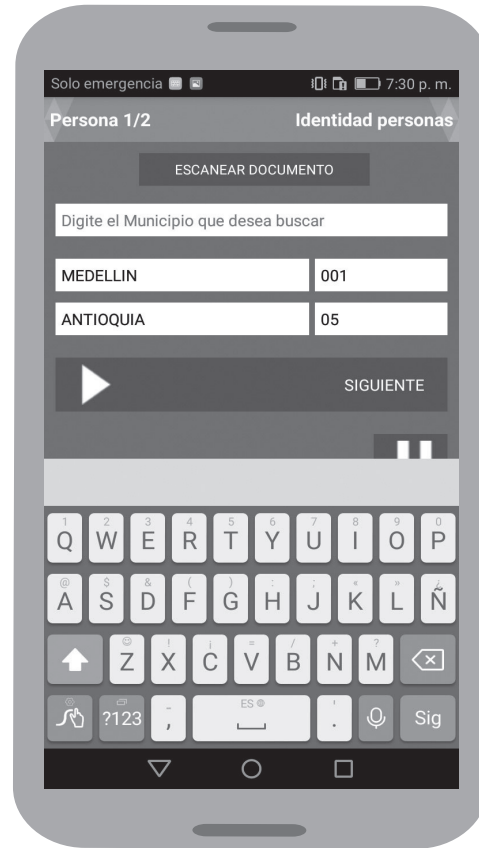 Solo emergencia 7:30 p. m.
Persona 1/2 Identidad personas
ESCANEAR DOCUMENTO
Digite el Municipio que desea buscar
MEDELLIN 001
ANTIOQUIA 05
SIGUIENTE
1 2 3 4 5 6 7 8 9 0
Q W E R T Y U I O P
@ $ & ( ) : ; « » ¿
A S D F G H J K L Ñ
! ¡ = / + ?
Z X C V B N M
ES
?123 , . Sig